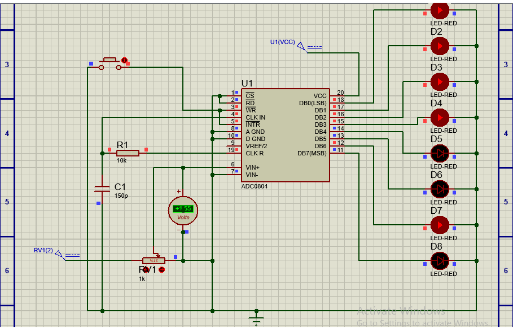 LED-RED
D2
U1(VCC)
LED-RED
3
3
D3
U1
LED-RED
1 CS VCC 20
2 RD DB0(LSB) 18
3 WR DB1 17
4 CLK IN DB2 16
5 INTR DB3 15
8 A GND DB4 14
10 D GND DB5 13
9 VREF/2 DB6 12
19 CLK R DB7(MSB) 11
6 VIN+
7 VIN-
ADC0804
D4
4
4
LED-RED
R1
10k
D5
LED-RED
C1
150p
D6
5
5
LED-RED
Volts
D7
LED-RED
RV1(2)
D8
6
RV1
6
1k
LED-RED
Activate Windows
Go to Settings to activate Windows